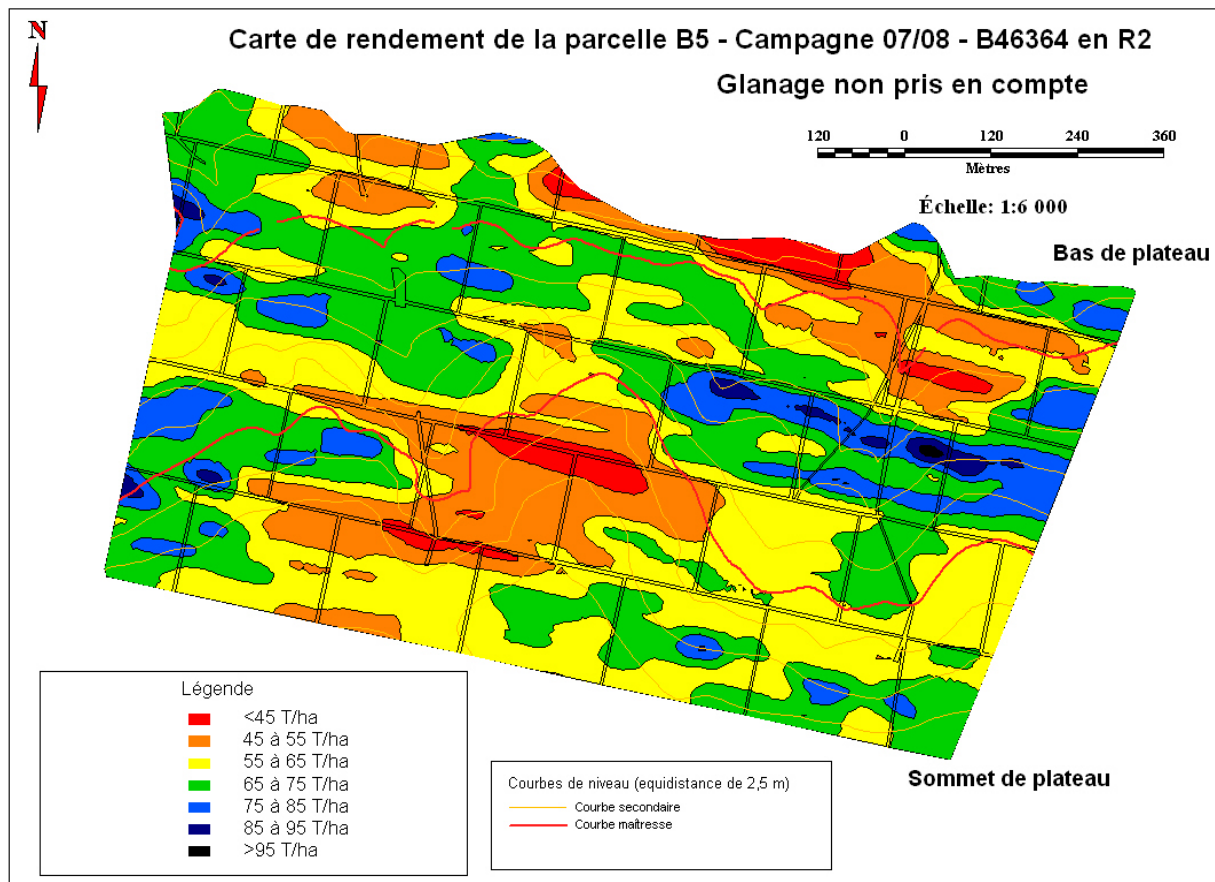 N
Carte de rendement de la parcelle B5 - Campagne 07/08 - B46364 en R2
Glanage non pris en compte
120 0 120 240 360
Mètres
Échelle: 1:6 000
Bas de plateau
Sommet de plateau
Légende
<45 T/ha
45 à 55 T/ha
55 à 65 T/ha
65 à 75 T/ha
75 à 85 T/ha
85 à 95 T/ha
>95 T/ha
Courbes de niveau (equidistance de 2,5 m)
Courbe secondaire
Courbe maîtresse